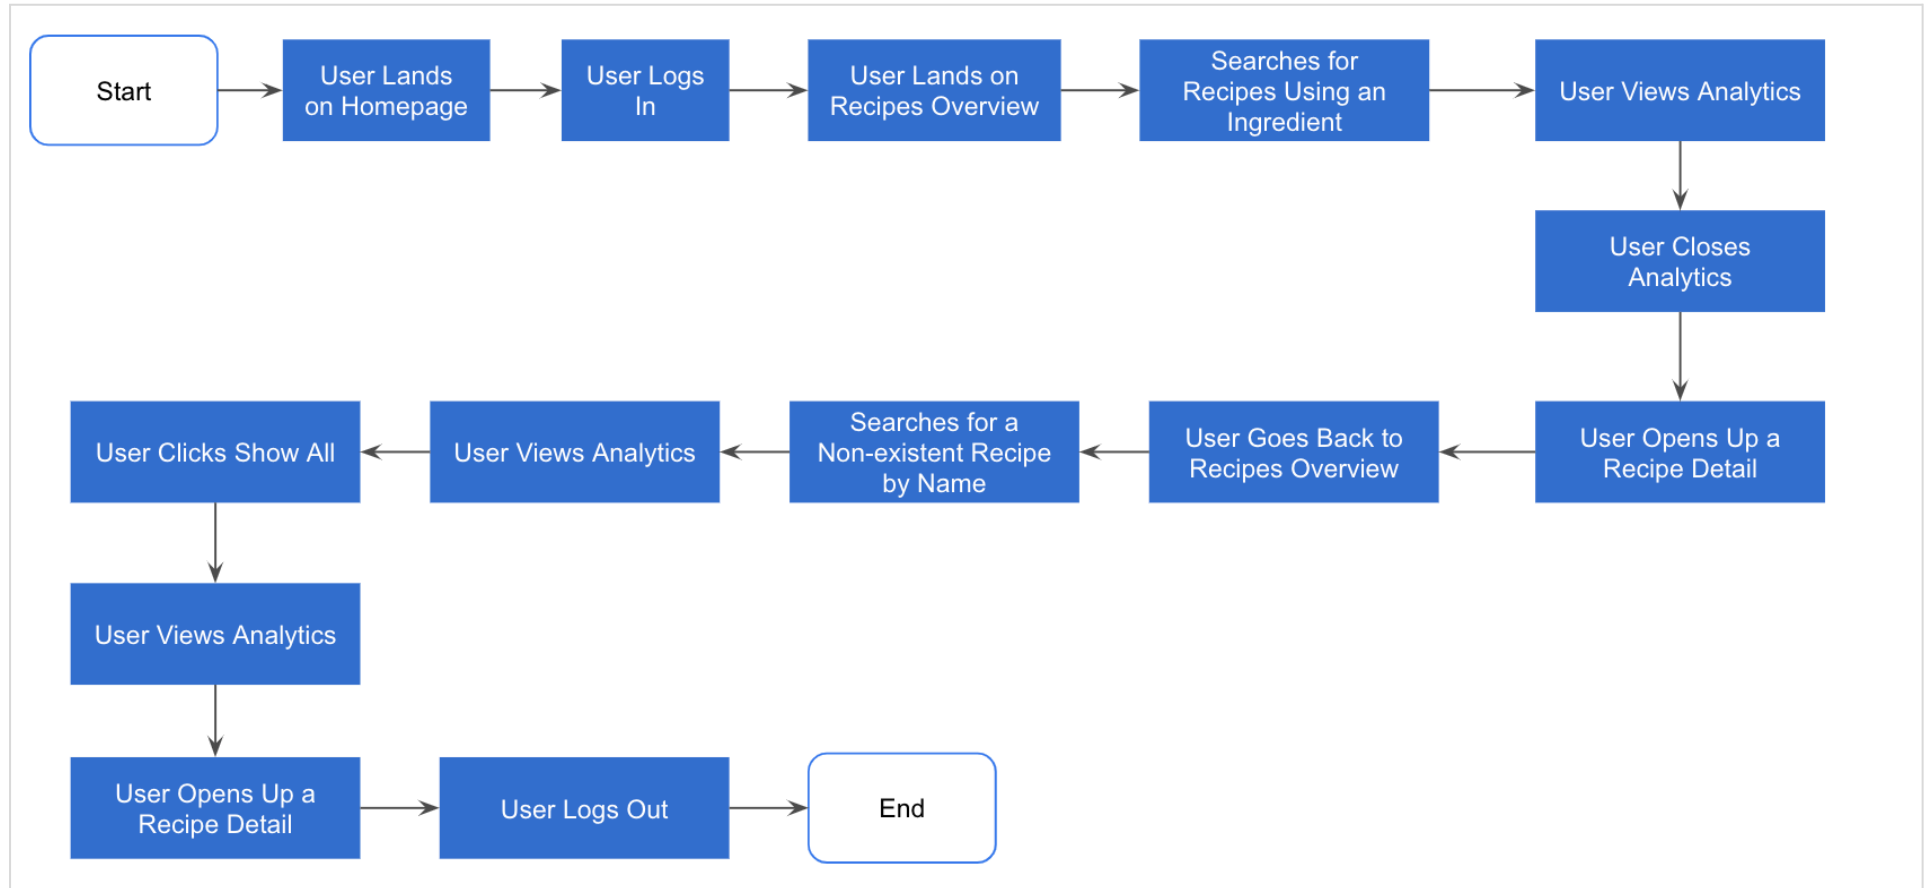 Start
User Lands
on Homepage
User Logs
In
User Lands on
Recipes Overview
Searches for
Recipes Using an
Ingredient
User Views Analytics
User Closes
Analytics
User Opens Up a
Recipe Detail
User Goes Back to
Recipes Overview
Searches for a
Non-existent Recipe
by Name
User Views Analytics
User Clicks Show All
User Views Analytics
User Opens Up a
Recipe Detail
User Logs Out
End